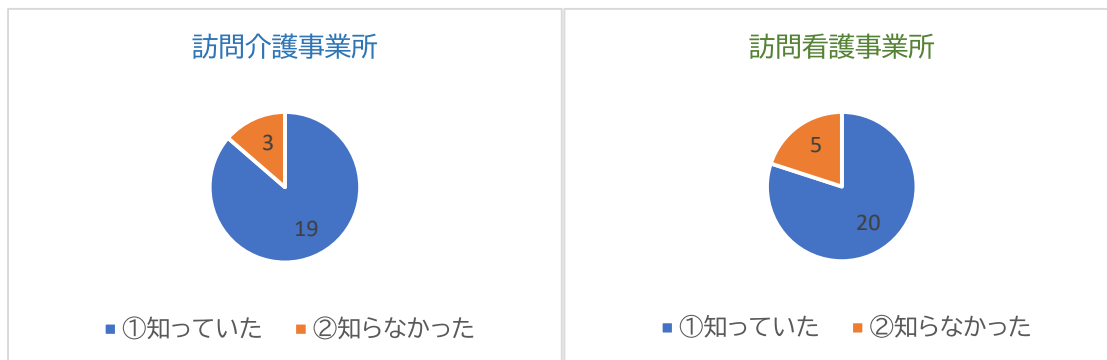 訪問介護事業所
3
19
①知っていた ②知らなかった
訪問看護事業所
5
20
①知っていた ②知らなかった